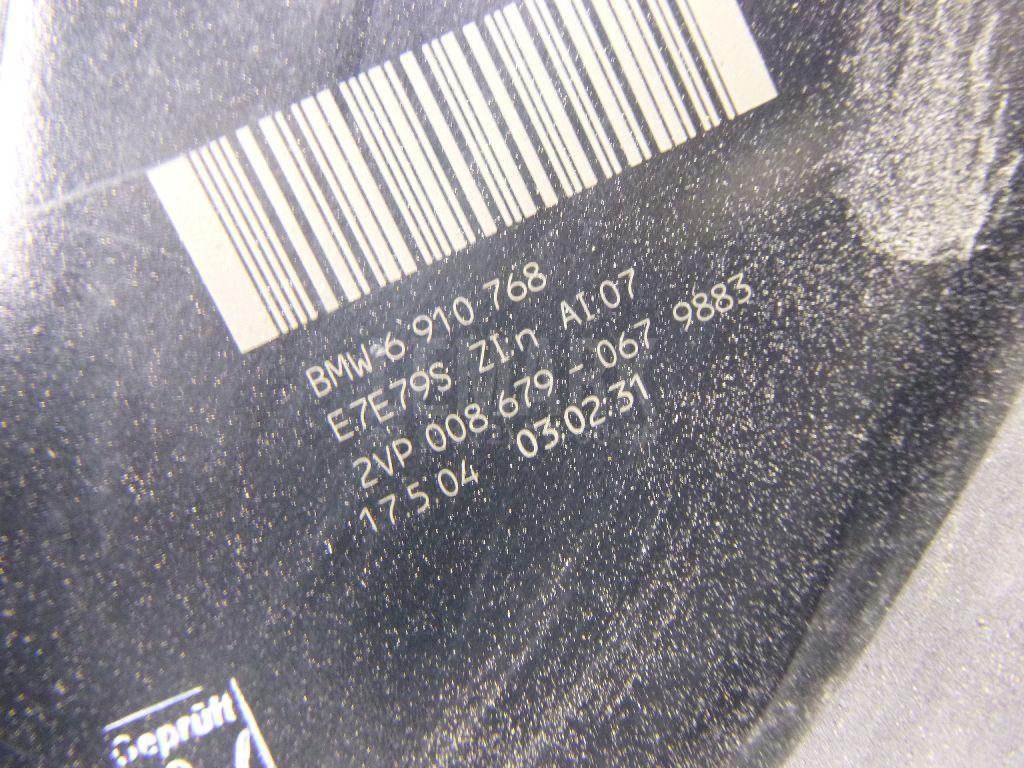 BMW 6 910 768
E7E79S ZI:n AI:07
2VP 008.679 - 067 9883
17.5.04 03:02:31
Geprüft